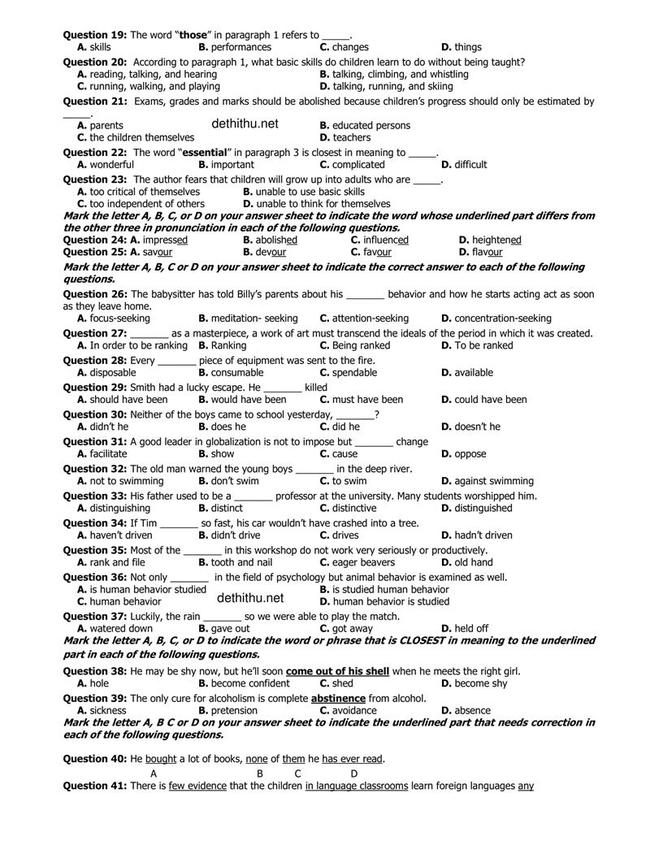 Question 19: The word “those” in paragraph 1 refers to _____.
A. skills B. performances C. changes D. things
Question 20: According to paragraph 1, what basic skills do children learn to do without being taught?
A. reading, talking, and hearing B. talking, climbing, and whistling
C. running, walking, and playing D. talking, running, and skiing
Question 21: Exams, grades and marks should be abolished because children’s progress should only be estimated by
_____.
A. parents dethithu.net B. educated persons
C. the children themselves D. teachers
Question 22: The word “essential” in paragraph 3 is closest in meaning to _____.
A. wonderful B. important C. complicated D. difficult
Question 23: The author fears that children will grow up into adults who are _____.
A. too critical of themselves B. unable to use basic skills
C. too independent of others D. unable to think for themselves
Mark the letter A, B, C, or D on your answer sheet to indicate the word whose underlined part differs from
the other three in pronunciation in each of the following questions.
Question 24: A. impressed B. abolished C. influenced D. heightened
Question 25: A. savour B. devour C. favour D. flavour
Mark the letter A, B, C or D on your answer sheet to indicate the correct answer to each of the following
questions.
Question 26: The babysitter has told Billy’s parents about his _______ behavior and how he starts acting act as soon
as they leave home.
A. focus-seeking B. meditation- seeking C. attention-seeking D. concentration-seeking
Question 27: _______ as a masterpiece, a work of art must transcend the ideals of the period in which it was created.
A. In order to be ranking B. Ranking C. Being ranked D. To be ranked
Question 28: Every _______ piece of equipment was sent to the fire.
A. disposable B. consumable C. spendable D. available
Question 29: Smith had a lucky escape. He _______ killed
A. should have been B. would have been C. must have been D. could have been
Question 30: Neither of the boys came to school yesterday, _______?
A. didn’t he B. does he C. did he D. doesn’t he
Question 31: A good leader in globalization is not to impose but _______ change
A. facilitate B. show C. cause D. oppose
Question 32: The old man warned the young boys _______ in the deep river.
A. not to swimming B. don’t swim C. to swim D. against swimming
Question 33: His father used to be a _______ professor at the university. Many students worshipped him.
A. distinguishing B. distinct C. distinctive D. distinguished
Question 34: If Tim _______ so fast, his car wouldn’t have crashed into a tree.
A. haven’t driven B. didn’t drive C. drives D. hadn’t driven
Question 35: Most of the _______ in this workshop do not work very seriously or productively.
A. rank and file B. tooth and nail C. eager beavers D. old hand
Question 36: Not only _______ in the field of psychology but animal behavior is examined as well.
A. is human behavior studied B. is studied human behavior
C. human behavior dethithu.net D. human behavior is studied
Question 37: Luckily, the rain _______ so we were able to play the match.
A. watered down B. gave out C. got away D. held off
Mark the letter A, B, C, or D to indicate the word or phrase that is CLOSEST in meaning to the underlined
part in each of the following questions.
Question 38: He may be shy now, but he’ll soon come out of his shell when he meets the right girl.
A. hole B. become confident C. shed D. become shy
Question 39: The only cure for alcoholism is complete abstinence from alcohol.
A. sickness B. pretension C. avoidance D. absence
Mark the letter A, B C or D on your answer sheet to indicate the underlined part that needs correction in
each of the following questions.
Question 40: He bought a lot of books, none of them he has ever read.
A B C D
Question 41: There is few evidence that the children in language classrooms learn foreign languages any